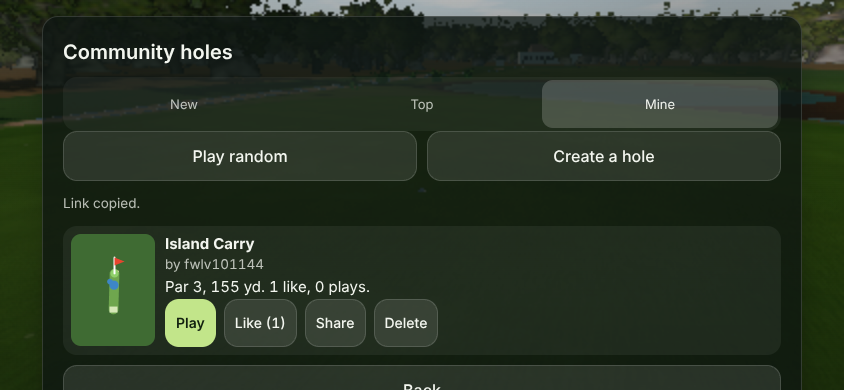 Community holes
New
Top
Mine
Play random
Create a hole
Link copied.
Island Carry
by fwlv101144
Par 3, 155 yd. 1 like, 0 plays.
Play
Like (1)
Share
Delete
Back